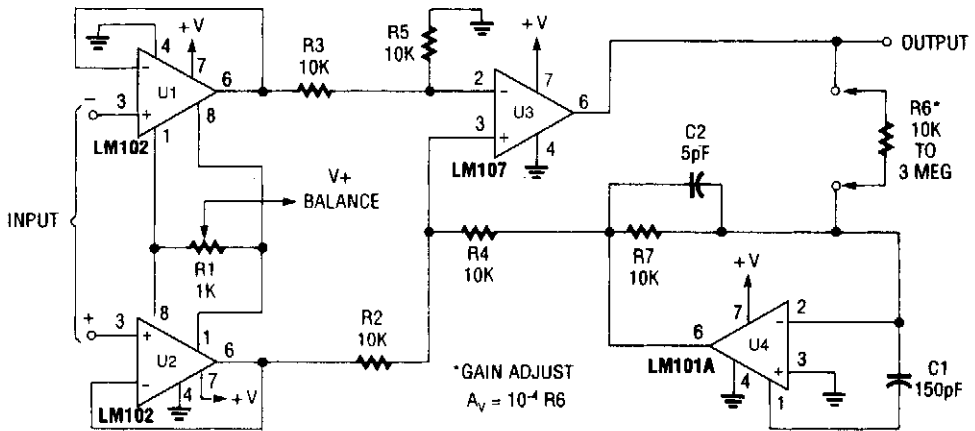 +V
4
7
−
U1
6
3
+
8
1
LM102
−
R3
10K
R5
10K
+V
2
−
7
U3
6
3
+
4
LM107
OUTPUT
R6*
10K
TO
3 MEG
C2
5pF
V+
BALANCE
INPUT
R1
1K
R4
10K
R7
10K
+
3
8
+
U2
1
6
−
4
7
+V
LM102
R2
10K
+V
7
2
−
6
U4
3
+
4
1
LM101A
C1
150pF
*GAIN ADJUST
Aᵥ = 10⁻⁴ R6